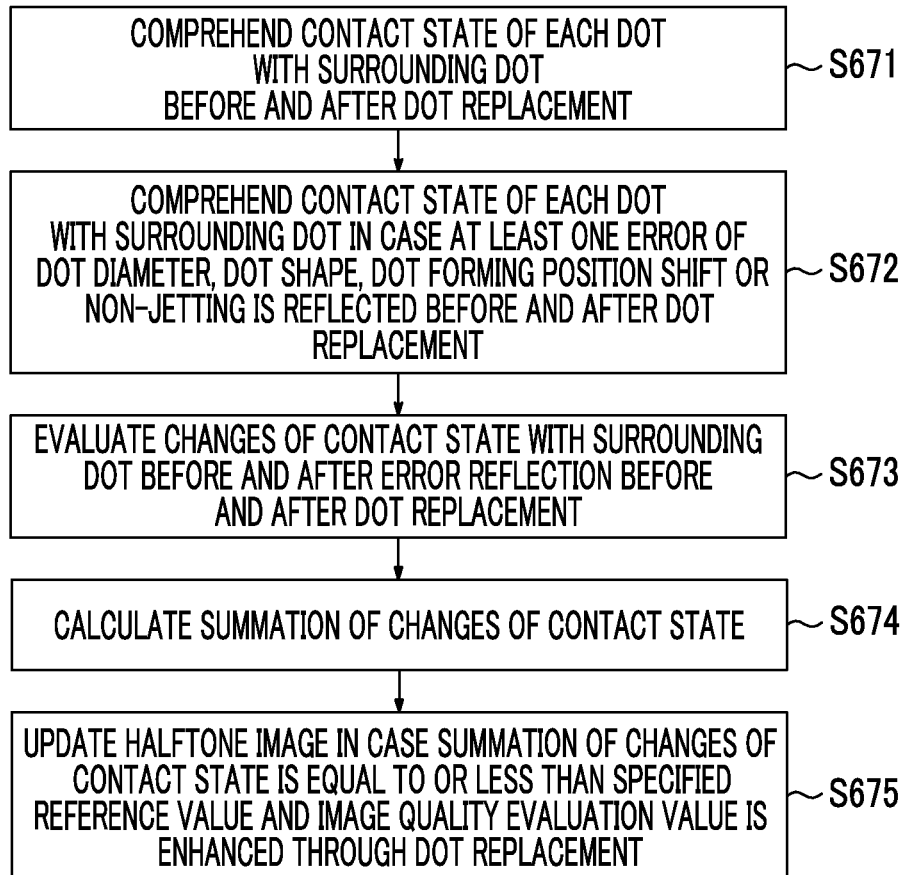 COMPREHEND CONTACT STATE OF EACH DOT
WITH SURROUNDING DOT
BEFORE AND AFTER DOT REPLACEMENT
S671
COMPREHEND CONTACT STATE OF EACH DOT
WITH SURROUNDING DOT IN CASE AT LEAST ONE ERROR OF
DOT DIAMETER, DOT SHAPE, DOT FORMING POSITION SHIFT OR
NON-JETTING IS REFLECTED BEFORE AND AFTER DOT
REPLACEMENT
S672
EVALUATE CHANGES OF CONTACT STATE WITH SURROUNDING
DOT BEFORE AND AFTER ERROR REFLECTION BEFORE
AND AFTER DOT REPLACEMENT
S673
CALCULATE SUMMATION OF CHANGES OF CONTACT STATE
S674
UPDATE HALFTONE IMAGE IN CASE SUMMATION OF CHANGES OF
CONTACT STATE IS EQUAL TO OR LESS THAN SPECIFIED
REFERENCE VALUE AND IMAGE QUALITY EVALUATION VALUE IS
ENHANCED THROUGH DOT REPLACEMENT
S675